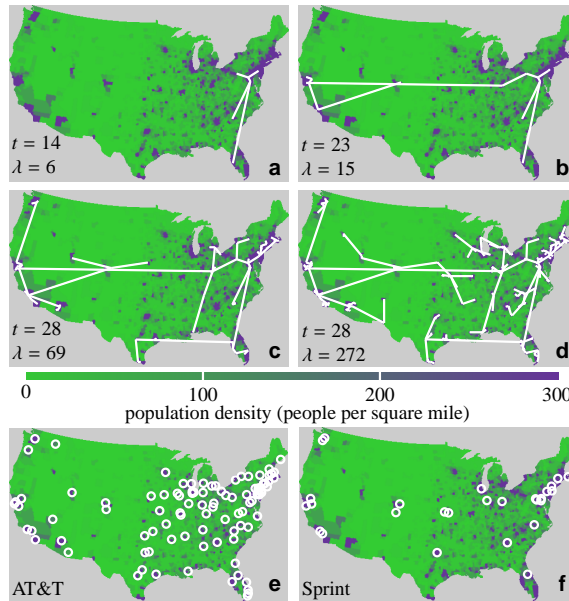 t = 14
λ = 6
a
t = 23
λ = 15
b
t = 28
λ = 69
c
t = 28
λ = 272
d
0 100 200 300
population density (people per square mile)
AT&T
e
Sprint
f